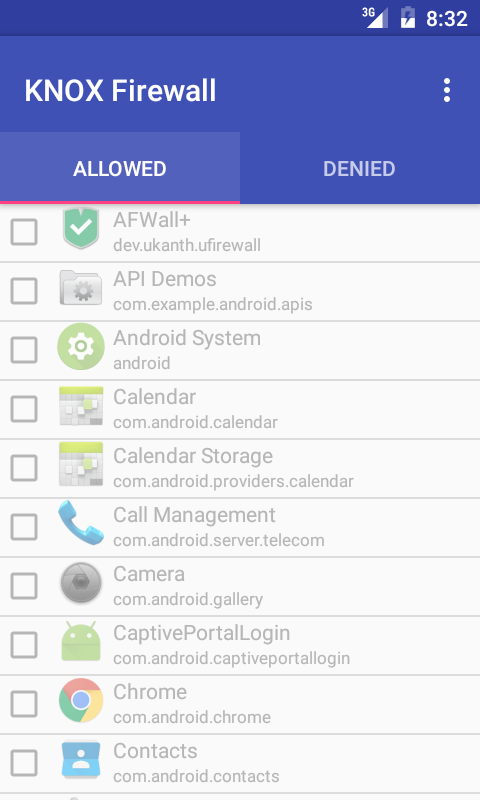 3G
8:32
KNOX Firewall
ALLOWED
DENIED
AFWall+
dev.ukanth.ufirewall
API Demos
com.example.android.apis
Android System
android
Calendar
com.android.calendar
Calendar Storage
com.android.providers.calendar
Call Management
com.android.server.telecom
Camera
com.android.gallery
CaptivePortalLogin
com.android.captiveportallogin
Chrome
com.android.chrome
Contacts
com.android.contacts